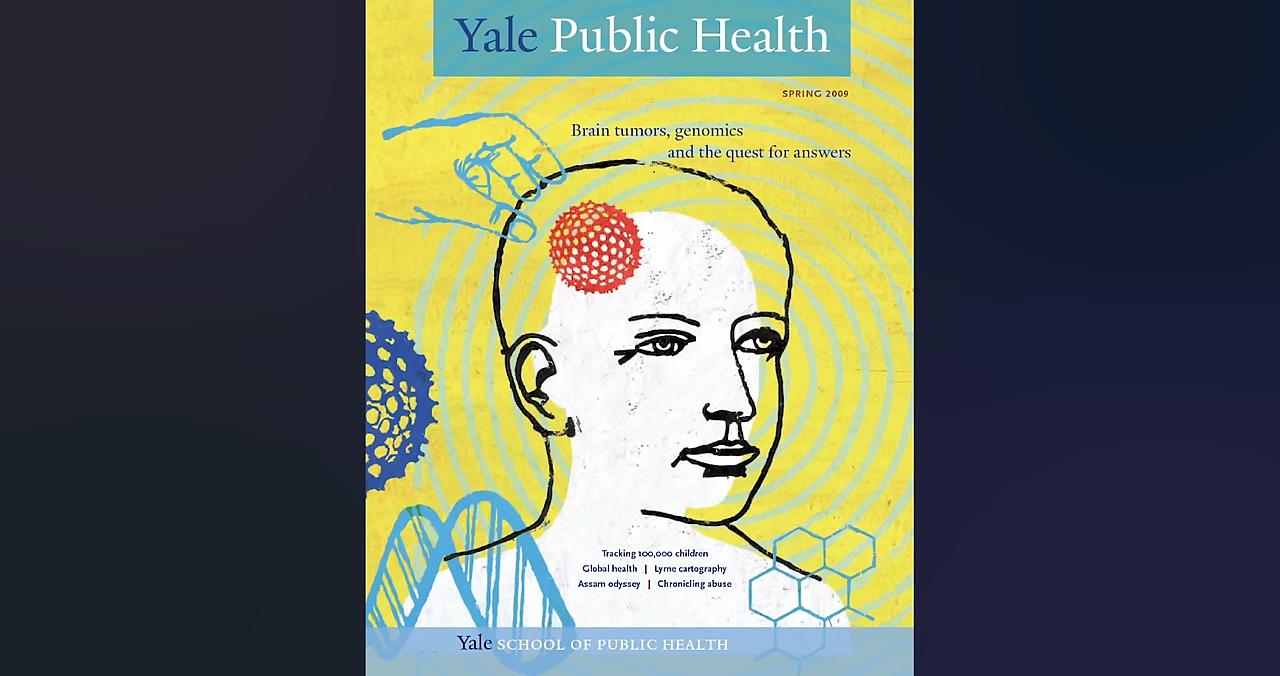 Yale Public Health
SPRING 2009
Brain tumors, genomics
and the quest for answers
Tracking 100,000 children
Global health | Lyme cartography
Assam odyssey | Chronicling abuse
Yale SCHOOL OF PUBLIC HEALTH